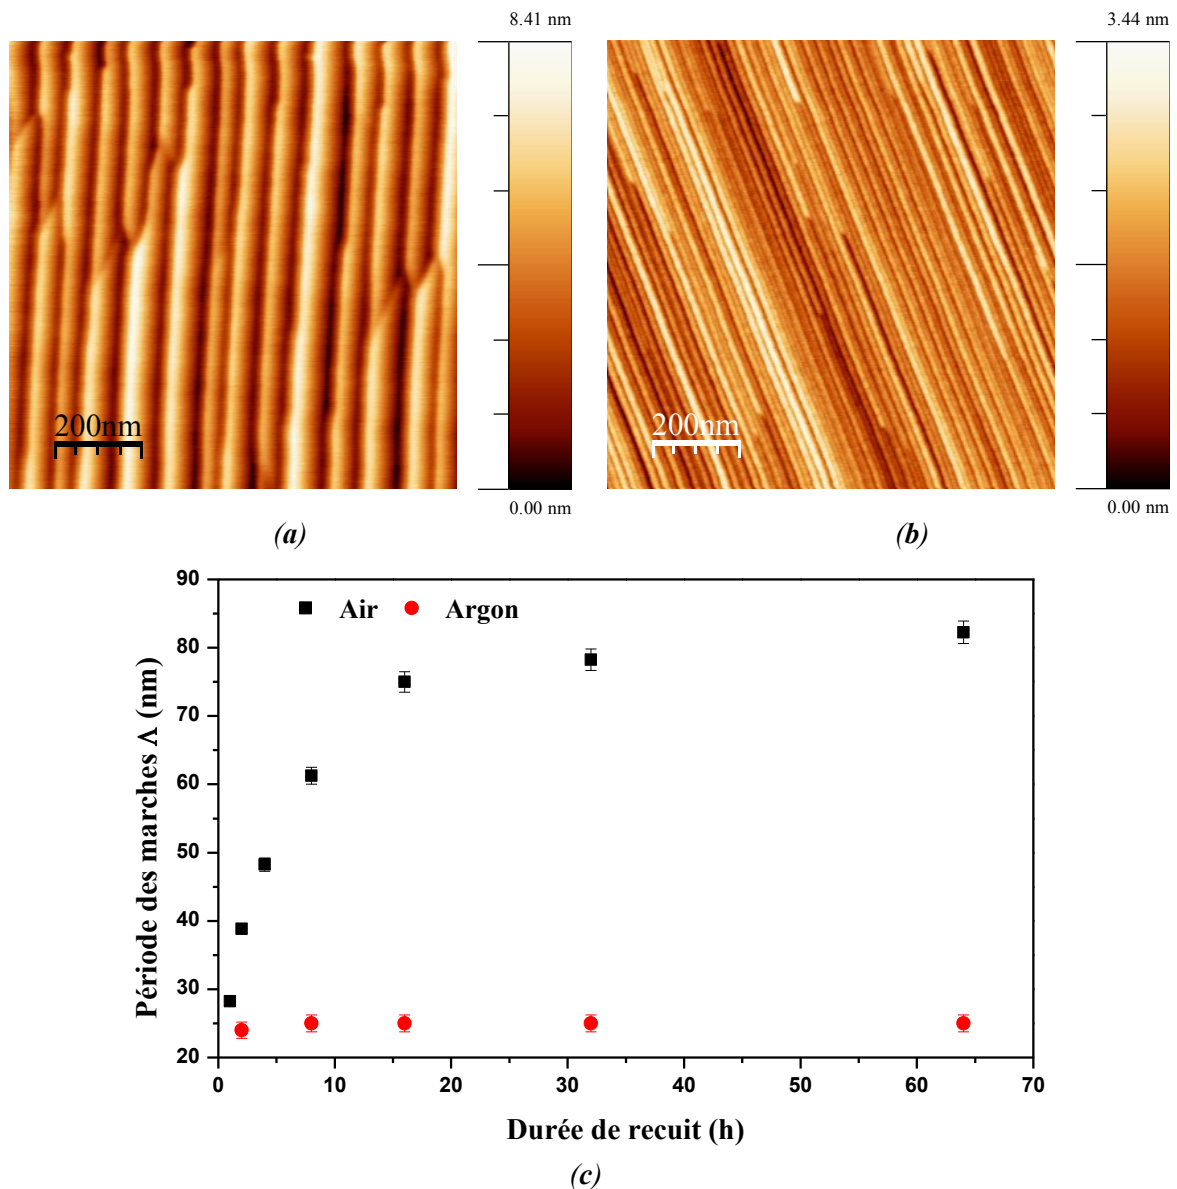 8.41 nm
3.44 nm
200nm
200nm
0.00 nm
0.00 nm
(a)
(b)
90
80
70
60
50
40
30
20
Air
Argon
Période des marches Λ (nm)
0
10
20
30
40
50
60
70
Durée de recuit (h)
(c)